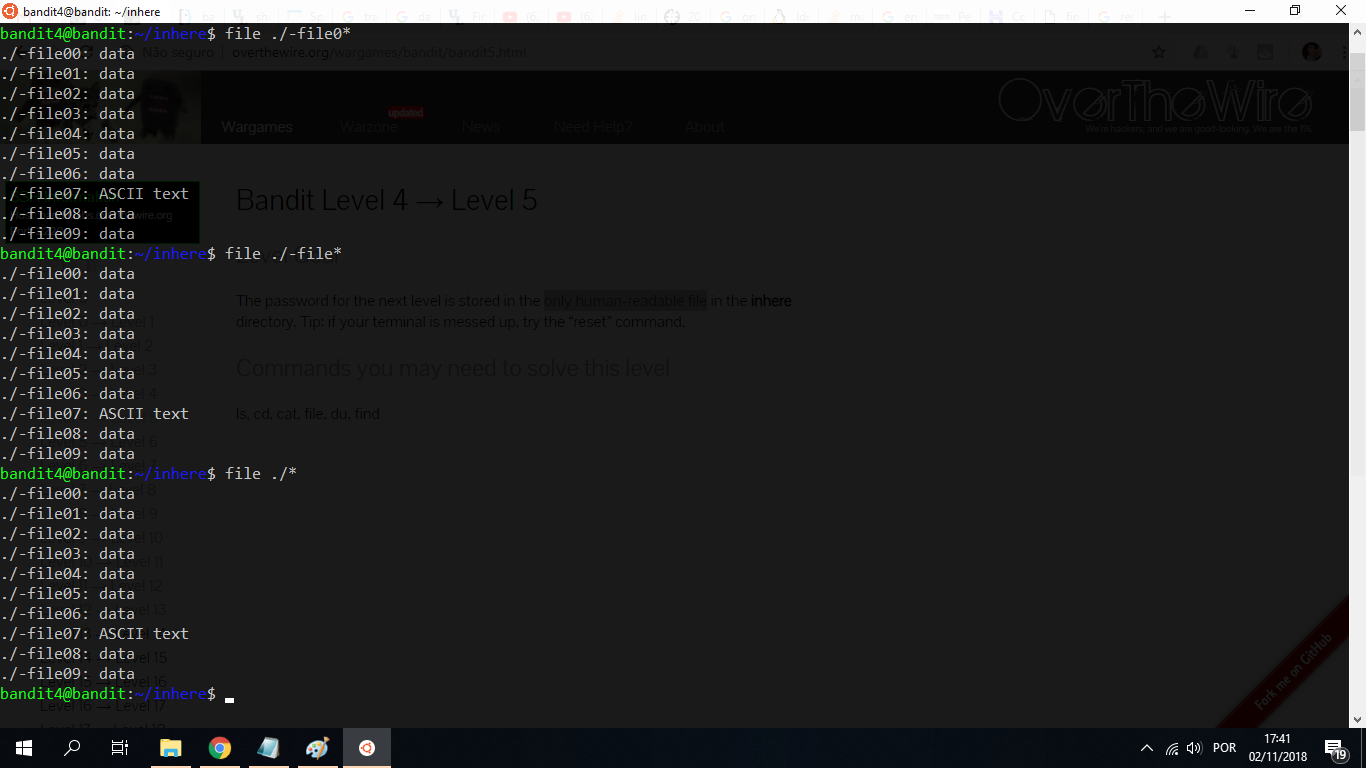 bandit4@bandit: ~/inhere
bandit4@bandit:~/inhere$ file ./-file0*
./-file00: data
./-file01: data
./-file02: data
./-file03: data
./-file04: data
./-file05: data
./-file06: data
./-file07: ASCII text
./-file08: data
./-file09: data
bandit4@bandit:~/inhere$ file ./-file*
./-file00: data
./-file01: data
./-file02: data
./-file03: data
./-file04: data
./-file05: data
./-file06: data
./-file07: ASCII text
./-file08: data
./-file09: data
bandit4@bandit:~/inhere$ file ./*
./-file00: data
./-file01: data
./-file02: data
./-file03: data
./-file04: data
./-file05: data
./-file06: data
./-file07: ASCII text
./-file08: data
./-file09: data
bandit4@bandit:~/inhere$
Não seguro overthewire.org/wargames/bandit/bandit5.html
OverTheWire
We're hackers, and we are good-looking. We are the 1%.
updated
Wargames Warzone News Need Help? About
Bandit Level 4 → Level 5
The password for the next level is stored in the only human-readable file in the inhere
directory. Tip: if your terminal is messed up, try the “reset” command.
Commands you may need to solve this level
ls, cd, cat, file, du, find
Level 15
Level 16
Level 16 → Level 17
Fork me on GitHub
POR
17:41
02/11/2018
19